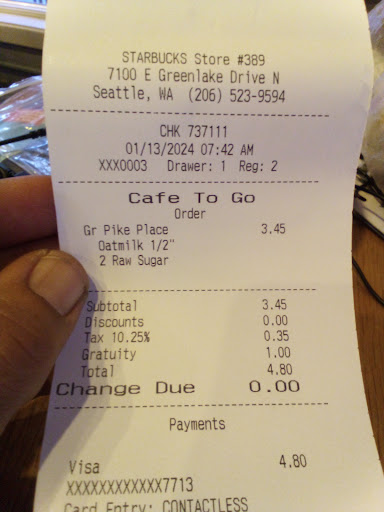 STARBUCKS Store #389
7100 E Greenlake Drive N
Seattle, WA (206) 523-9594
CHK 737111
01/13/2024 07:42 AM
XXX0003 Drawer: 1 Reg: 2
Cafe To Go
Order
Gr Pike Place 3.45
Oatmilk 1/2"
2 Raw Sugar
Subtotal 3.45
Discounts 0.00
Tax 10.25% 0.35
Gratuity 1.00
Total 4.80
Change Due 0.00
Payments
Visa 4.80
XXXXXXXXXXXX7713
Card Entry: CONTACTLESS